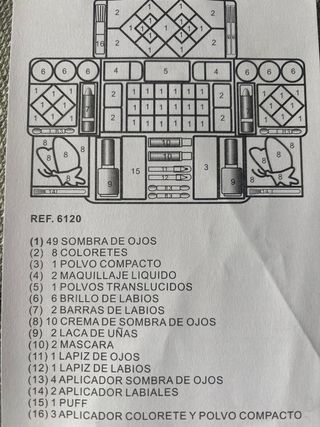 REF. 6120
(1) 49 SOMBRA DE OJOS
(2) 8 COLORETES
(3) 1 POLVO COMPACTO
(4) 2 MAQUILLAJE LIQUIDO
(5) 1 POLVOS TRANSLUCIDOS
(6) 6 BRILLO DE LABIOS
(7) 2 BARRAS DE LABIOS
(8) 10 CREMA DE SOMBRA DE OJOS
(9) 2 LACA DE UÑAS
(10) 2 MASCARA
(11) 1 LAPIZ DE OJOS
(12) 1 LAPIZ DE LABIOS
(13) 4 APLICADOR SOMBRA DE OJOS
(14) 2 APLICADOR LABIALES
(15) 1 PUFF
(16) 3 APLICADOR COLORETE Y POLVO COMPACTO